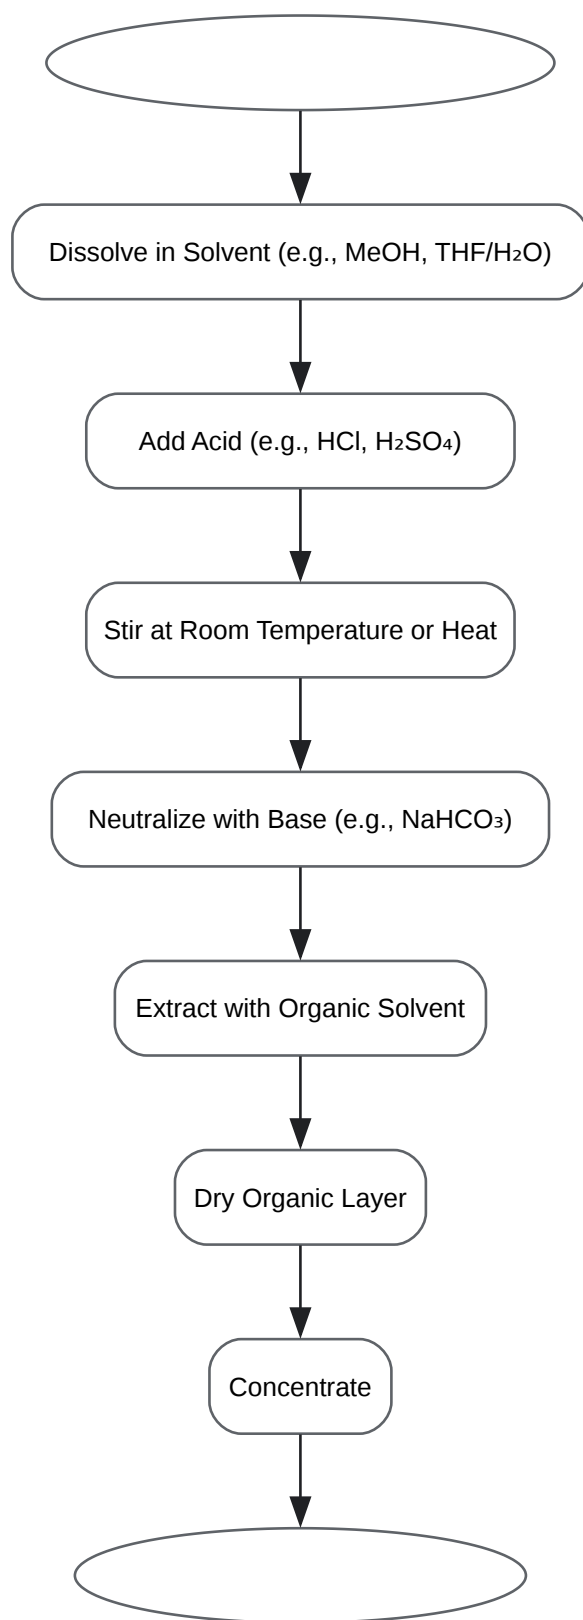 Dissolve in Solvent (e.g., MeOH, THF/H₂O)
Add Acid (e.g., HCl, H₂SO₄)
Stir at Room Temperature or Heat
Neutralize with Base (e.g., NaHCO₃)
Extract with Organic Solvent
Dry Organic Layer
Concentrate